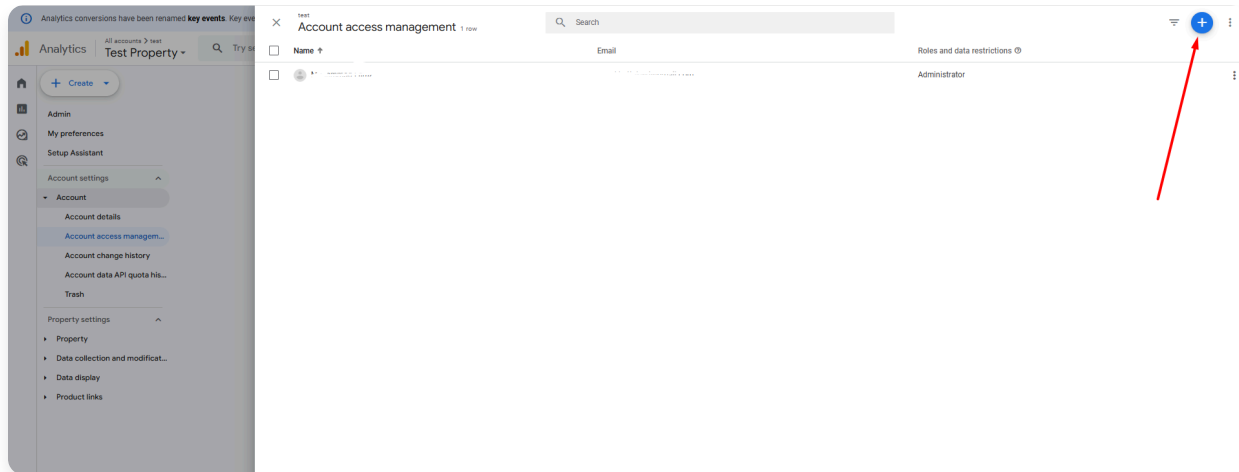 Analytics conversions have been renamed key events. Key eve
Analytics
All accounts > test
Test Property
Try se
Create
Admin
My preferences
Setup Assistant
Account settings
Account
Account details
Account access managem...
Account change history
Account data API quota his...
Trash
Property settings
Property
Data collection and modificat...
Data display
Product links
test
Account access management 1 row
Search
Name
Email
Roles and data restrictions
Administrator